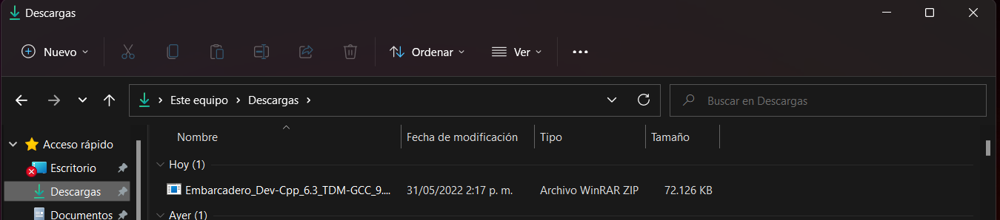 Descargas
Nuevo Ordenar Ver
Este equipo Descargas Buscar en Descargas
Nombre Fecha de modificación Tipo Tamaño
Acceso rápido
Hoy (1)
Escritorio
Embarcadero_Dev-Cpp_6.3_TDM-GCC_9.... 31/05/2022 2:17 p. m. Archivo WinRAR ZIP 72.126 KB
Descargas
Documentos
Ayer (1)